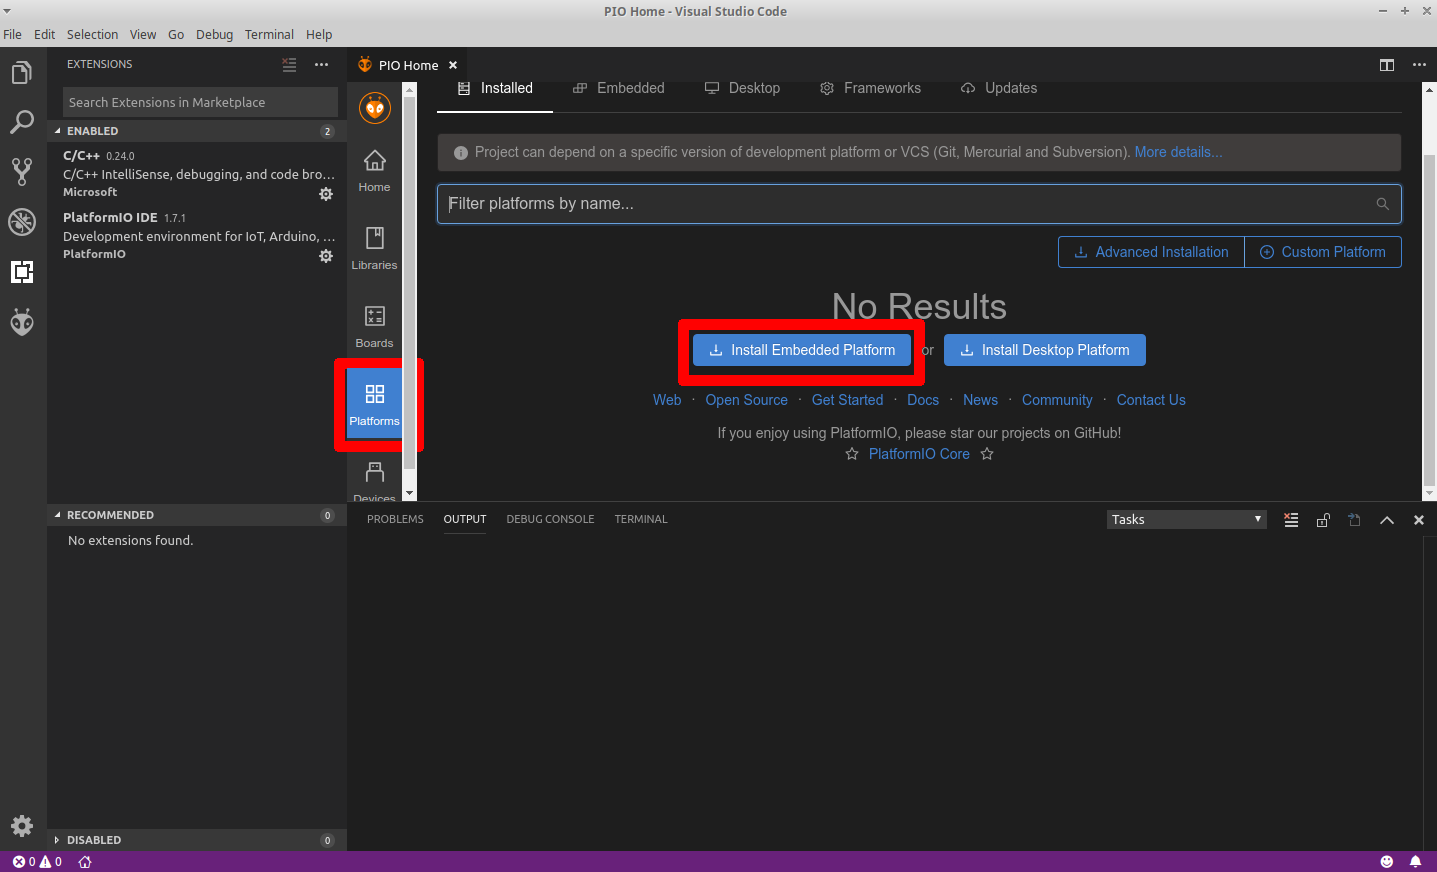 PIO Home - Visual Studio Code
File Edit Selection View Go Debug Terminal Help
EXTENSIONS
Search Extensions in Marketplace
ENABLED 2
C/C++ 0.24.0
C/C++ IntelliSense, debugging, and code bro...
Microsoft
PlatformIO IDE 1.7.1
Development environment for IoT, Arduino, ...
PlatformIO
RECOMMENDED 0
No extensions found.
DISABLED 0
PIO Home
Home
Libraries
Boards
Platforms
Devices
Installed Embedded Desktop Frameworks Updates
Project can depend on a specific version of development platform or VCS (Git, Mercurial and Subversion). More details...
Filter platforms by name...
Advanced Installation Custom Platform
No Results
Install Embedded Platform or Install Desktop Platform
Web · Open Source · Get Started · Docs · News · Community · Contact Us
If you enjoy using PlatformIO, please star our projects on GitHub!
PlatformIO Core
PROBLEMS OUTPUT DEBUG CONSOLE TERMINAL Tasks
0 0